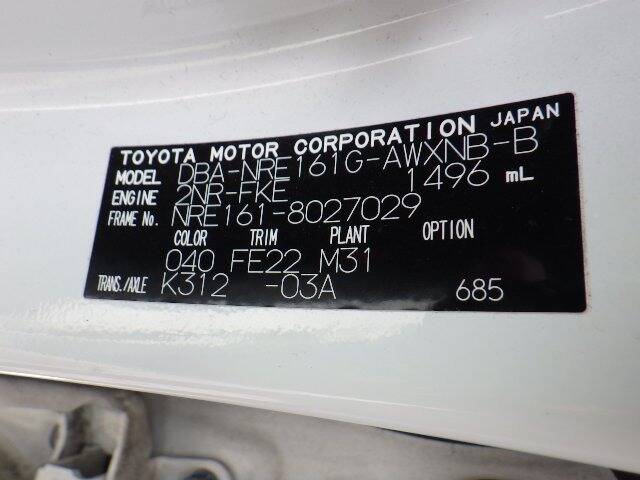 TOYOTA MOTOR CORPORATION JAPAN
MODEL DBA-NRE161G-AWXNB-B
ENGINE 2NR-FKE 1496 mL
FRAME No. NRE161-8027029
COLOR TRIM PLANT OPTION
040 FE22 M31
TRANS./AXLE K312 -03A 685